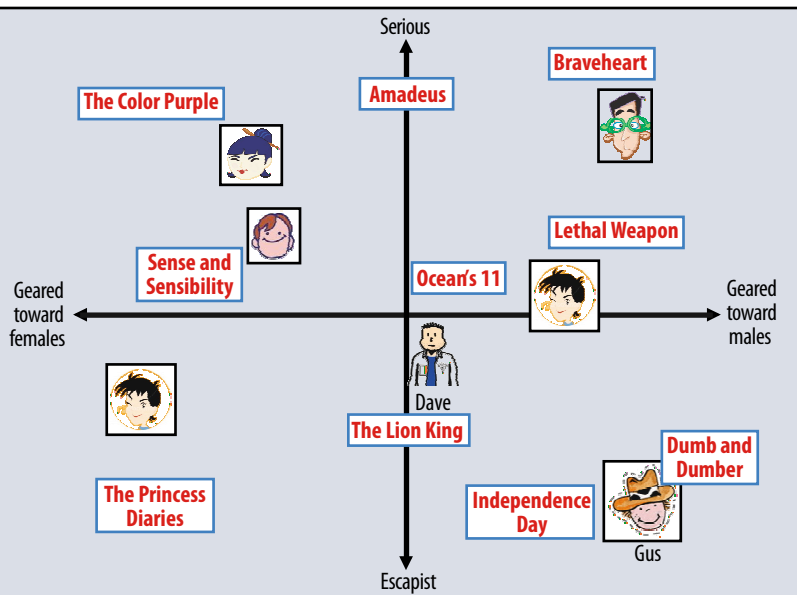 Serious
Braveheart
The Color Purple
Amadeus
Lethal Weapon
Sense and
Sensibility
Ocean's 11
Geared
toward
females
Geared
toward
males
Dave
The Lion King
Dumb and
Dumber
The Princess
Diaries
Independence
Day
Gus
Escapist